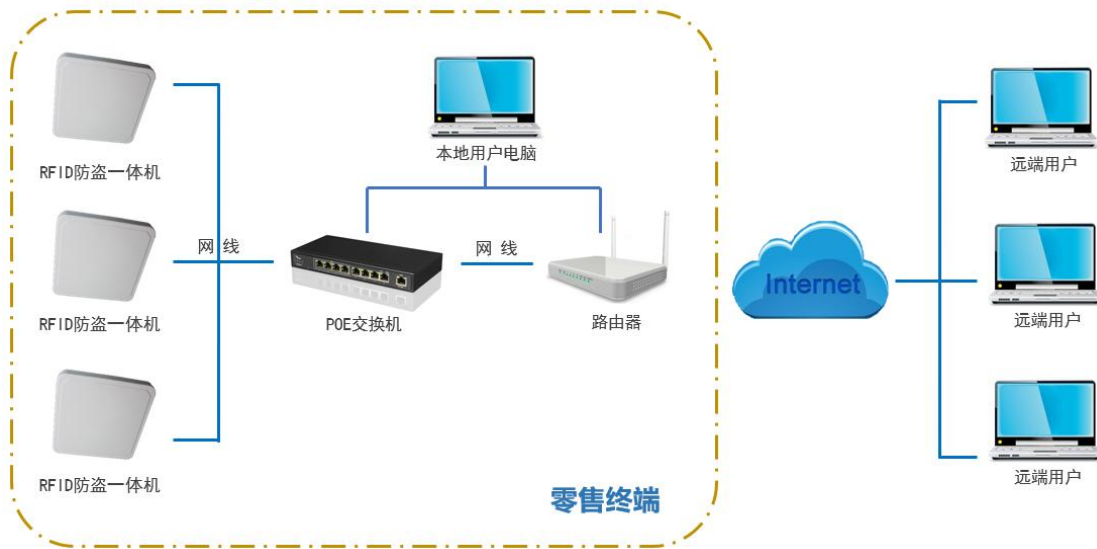 本地用户电脑
RFID防盗一体机
远端用户
网 线
网 线
Internet
RFID防盗一体机
POE交换机
路由器
远端用户
RFID防盗一体机
远端用户
零售终端